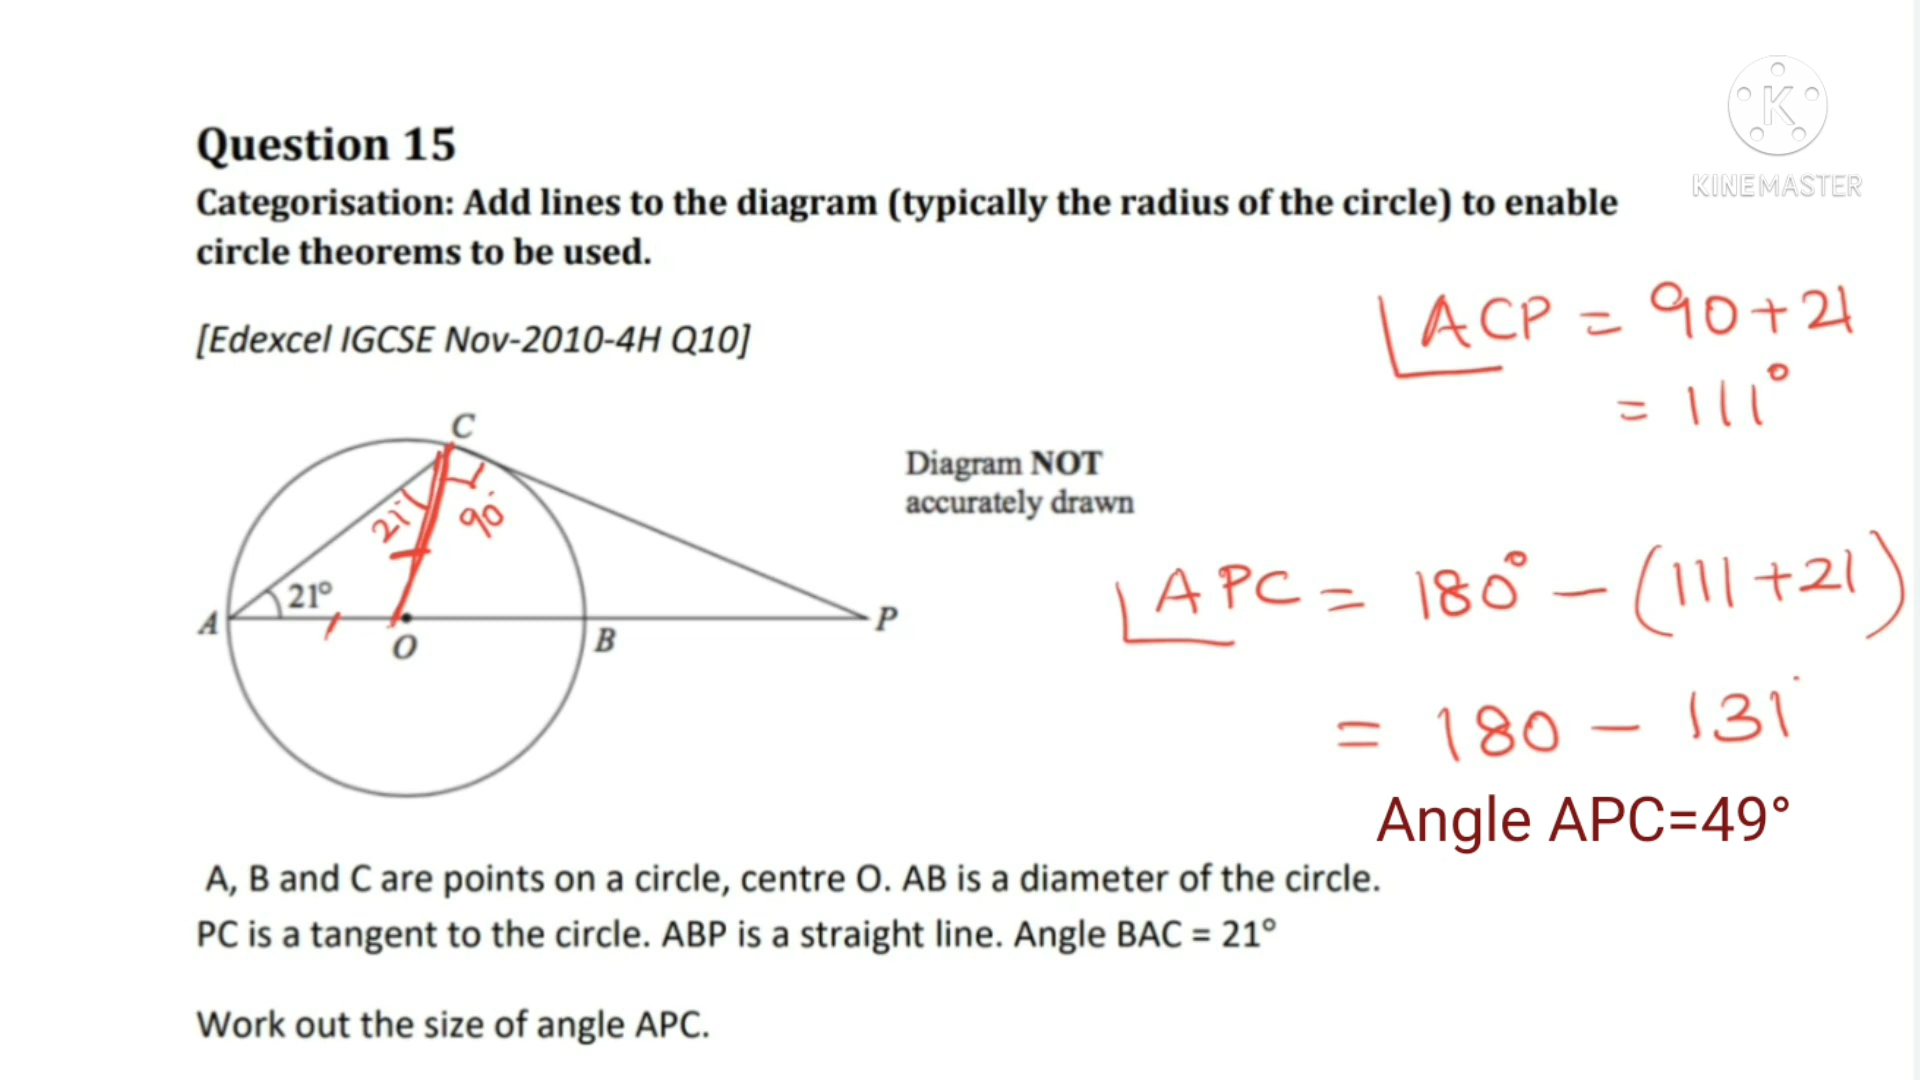 K
KINEMASTER
Question 15
Categorisation: Add lines to the diagram (typically the radius of the circle) to enable
circle theorems to be used.
[Edexcel IGCSE Nov-2010-4H Q10]
C
Diagram NOT
accurately drawn
21°
90°
21°
A
O
B
P
ACP = 90+21
= 111°
APC = 180° - (111+21)
= 180 - 131°
Angle APC=49°
A, B and C are points on a circle, centre O. AB is a diameter of the circle.
PC is a tangent to the circle. ABP is a straight line. Angle BAC = 21°
Work out the size of angle APC.